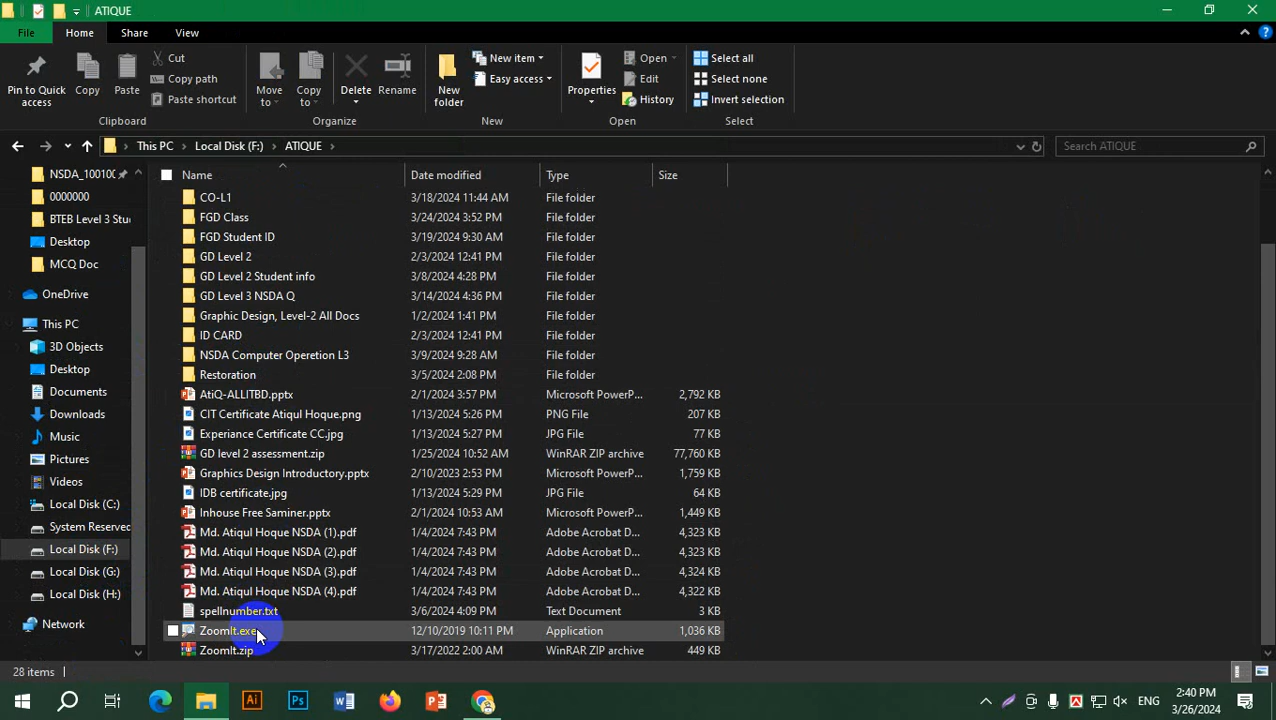 ATIQUE
File Home Share View
Pin to Quick access
Copy
Paste
Cut
Copy path
Paste shortcut
Clipboard
Move to
Copy to
Delete
Rename
Organize
New folder
New item
Easy access
New
Properties
Open
Edit
History
Open
Select all
Select none
Invert selection
Select
This PC Local Disk (F:) ATIQUE
Search ATIQUE
NSDA_10010
0000000
BTEB Level 3 Stu
Desktop
MCQ Doc
OneDrive
This PC
3D Objects
Desktop
Documents
Downloads
Music
Pictures
Videos
Local Disk (C:)
System Reserved
Local Disk (F:)
Local Disk (G:)
Local Disk (H:)
Network
Name Date modified Type Size
CO-L1 3/18/2024 11:44 AM File folder
FGD Class 3/24/2024 3:52 PM File folder
FGD Student ID 3/19/2024 9:30 AM File folder
GD Level 2 2/3/2024 12:41 PM File folder
GD Level 2 Student info 3/8/2024 4:28 PM File folder
GD Level 3 NSDA Q 3/14/2024 4:36 PM File folder
Graphic Design, Level-2 All Docs 1/2/2024 1:41 PM File folder
ID CARD 2/3/2024 12:41 PM File folder
NSDA Computer Operetion L3 3/9/2024 9:28 AM File folder
Restoration 3/5/2024 2:08 PM File folder
AtiQ-ALLITBD.pptx 2/1/2024 3:57 PM Microsoft PowerP... 2,792 KB
CIT Certificate Atiqul Hoque.png 1/13/2024 5:26 PM PNG File 207 KB
Experiance Certificate CC.jpg 1/13/2024 5:27 PM JPG File 77 KB
GD level 2 assessment.zip 1/25/2024 10:52 AM WinRAR ZIP archive 77,760 KB
Graphics Design Introductory.pptx 2/10/2023 2:53 PM Microsoft PowerP... 1,759 KB
IDB certificate.jpg 1/13/2024 5:29 PM JPG File 64 KB
Inhouse Free Saminer.pptx 2/1/2024 10:53 AM Microsoft PowerP... 1,449 KB
Md. Atiqul Hoque NSDA (1).pdf 1/4/2024 7:43 PM Adobe Acrobat D... 4,323 KB
Md. Atiqul Hoque NSDA (2).pdf 1/4/2024 7:43 PM Adobe Acrobat D... 4,323 KB
Md. Atiqul Hoque NSDA (3).pdf 1/4/2024 7:43 PM Adobe Acrobat D... 4,324 KB
Md. Atiqul Hoque NSDA (4).pdf 1/4/2024 7:43 PM Adobe Acrobat D... 4,322 KB
spellnumber.txt 3/6/2024 4:09 PM Text Document 3 KB
ZoomIt.exe 12/10/2019 10:11 PM Application 1,036 KB
ZoomIt.zip 3/17/2022 2:00 AM WinRAR ZIP archive 449 KB
28 items
ENG
2:40 PM
3/26/2024